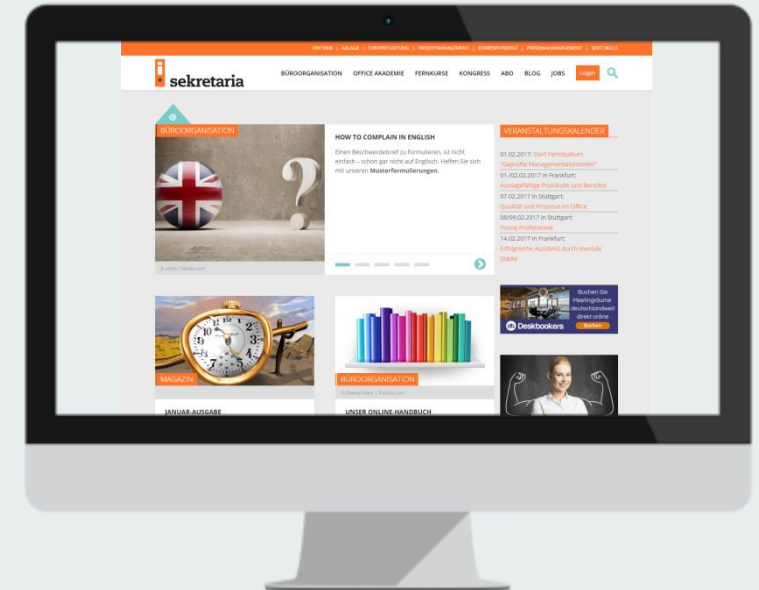 DIN 5008 | ABLAGE | CHEFENTLASTUNG | PROJEKTMANAGEMENT | KORRESPONDENZ | PERSONALMANAGEMENT | SOFT SKILLS
sekretaria
BÜROORGANISATION OFFICE AKADEMIE FERNKURSE KONGRESS ABO BLOG JOBS Login
BÜROORGANISATION
HOW TO COMPLAIN IN ENGLISH
Einen Beschwerdebrief zu formulieren, ist nicht
einfach – schon gar nicht auf Englisch. Helfen Sie sich
mit unseren Musterformulierungen.
VERANSTALTUNGSKALENDER
01.02.2017: Start Fernstudium
"Geprüfte Managementassistentin"
01./02.02.2017 in Frankfurt:
Aussagefähige Protokolle und Berichte
07.02.2017 in Stuttgart:
Qualität und Prozesse im Office
08/09.02.2017 in Stuttgart:
Young Professional
14.02.2017 in Frankfurt:
Erfolgreiche Assistenz durch mentale
Stärke
Buchen Sie
Meetingräume
deutschlandweit
direkt online
Deskbookers
Buchen
MAGAZIN
BÜROORGANISATION
JANUAR-AUSGABE
UNSER ONLINE-HANDBUCH